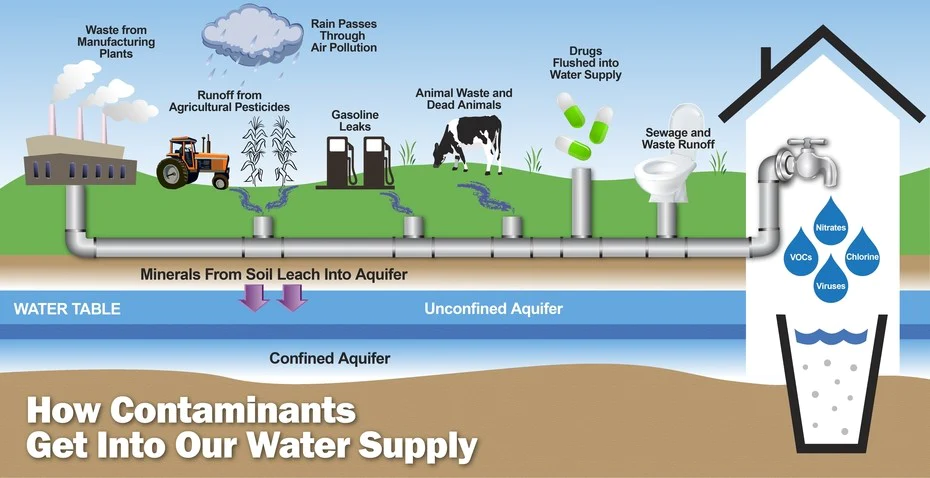 Waste from
Manufacturing
Plants
Rain Passes
Through
Air Pollution
Runoff from
Agricultural Pesticides
Gasoline
Leaks
Animal Waste and
Dead Animals
Drugs
Flushed into
Water Supply
Sewage and
Waste Runoff
Nitrates
VOCs
Chlorine
Viruses
Minerals From Soil Leach Into Aquifer
WATER TABLE
Unconfined Aquifer
Confined Aquifer
How Contaminants
Get Into Our Water Supply